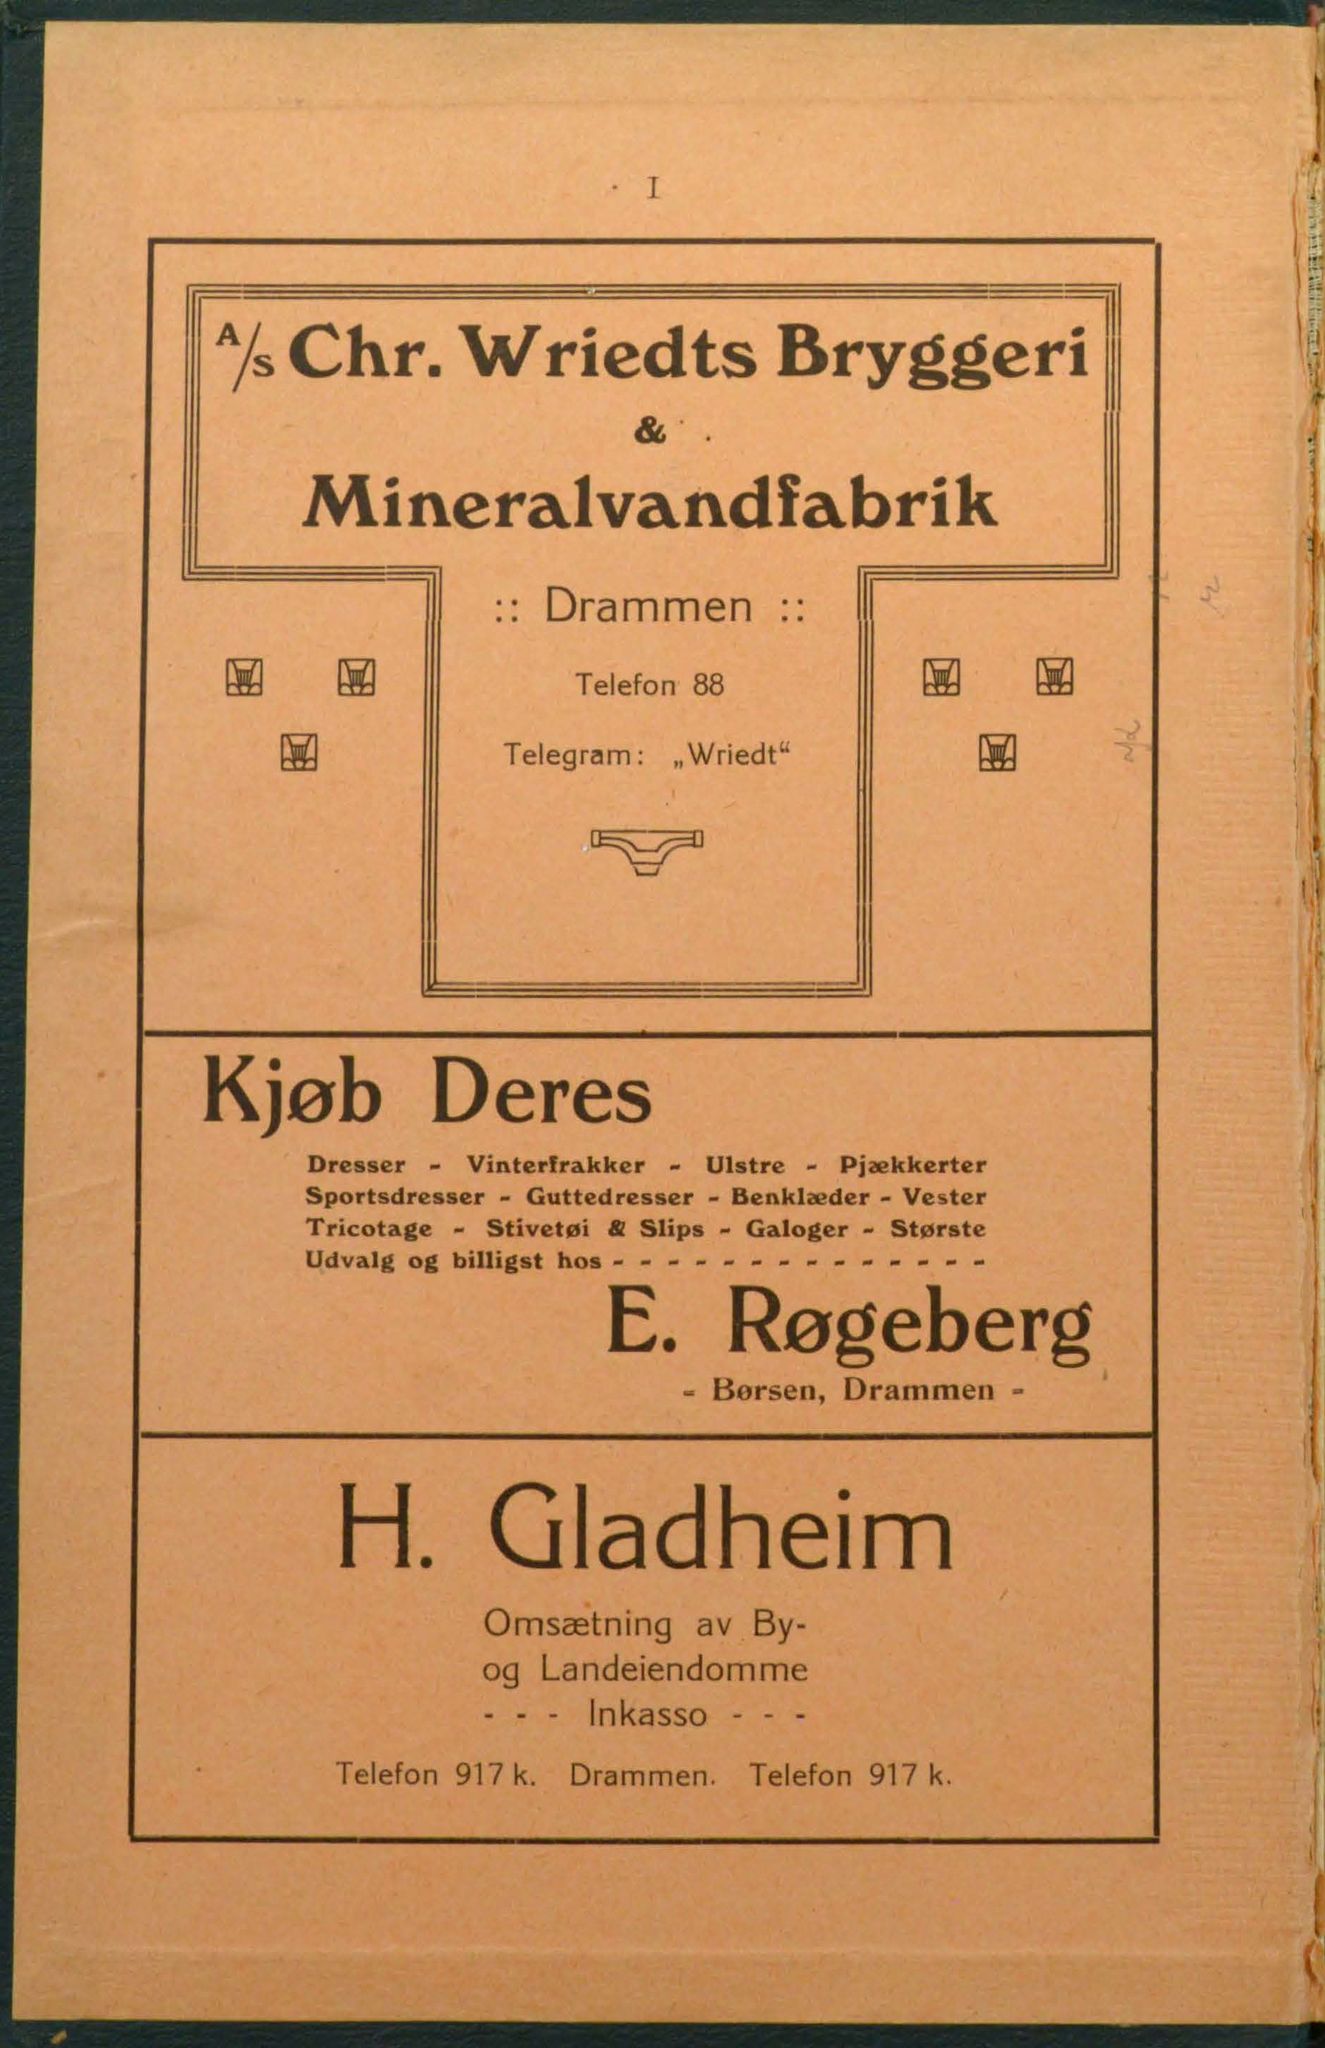 I
A/S Chr. Wriedts Bryggeri
&
Mineralvandfabrik
:: Drammen ::
Telefon 88
Telegram: „Wriedt“
Kjøb Deres
Dresser - Vinterfrakker - Ulstre - Pjækkerter
Sportsdresser - Guttedresser - Benklæder - Vester
Tricotage - Stivetøi & Slips - Galoger - Største
Udvalg og billigst hos - - - - - - - - - - - - - -
E. Røgeberg
- Børsen, Drammen -
H. Gladheim
Omsætning av By-
og Landeiendomme
- - - Inkasso - - -
Telefon 917 k. Drammen. Telefon 917 k.